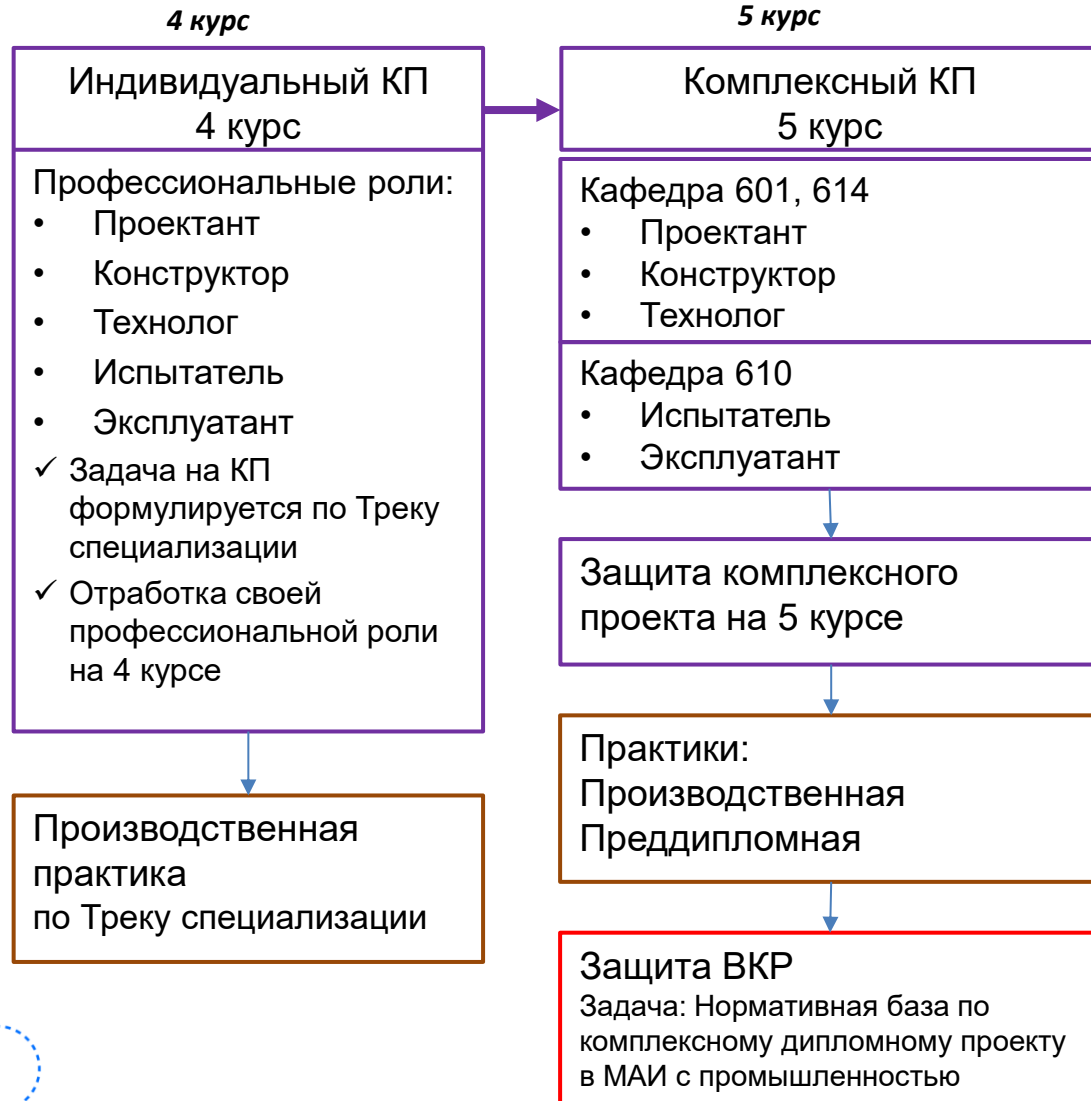 4 курс
Индивидуальный КП
4 курс
Профессиональные роли:
• Проектант
• Конструктор
• Технолог
• Испытатель
• Эксплуатант
✓ Задача на КП
формулируется по Треку
специализации
✓ Отработка своей
профессиональной роли
на 4 курсе
Производственная
практика
по Треку специализации
5 курс
Комплексный КП
5 курс
Кафедра 601, 614
• Проектант
• Конструктор
• Технолог
Кафедра 610
• Испытатель
• Эксплуатант
Защита комплексного
проекта на 5 курсе
Практики:
Производственная
Преддипломная
Защита ВКР
Задача: Нормативная база по
комплексному дипломному проекту
в МАИ с промышленностью